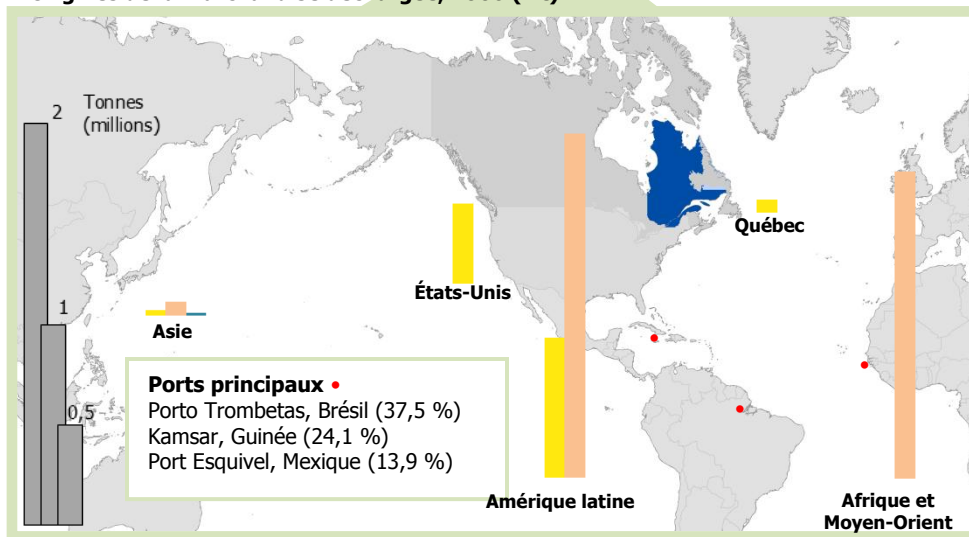 2
Tonnes
(millions)
1
0,5
Québec
États-Unis
Asie
Ports principaux
Porto Trombetas, Brésil (37,5 %)
Kamsar, Guinée (24,1 %)
Port Esquivel, Mexique (13,9 %)
Amérique latine
Afrique et
Moyen-Orient